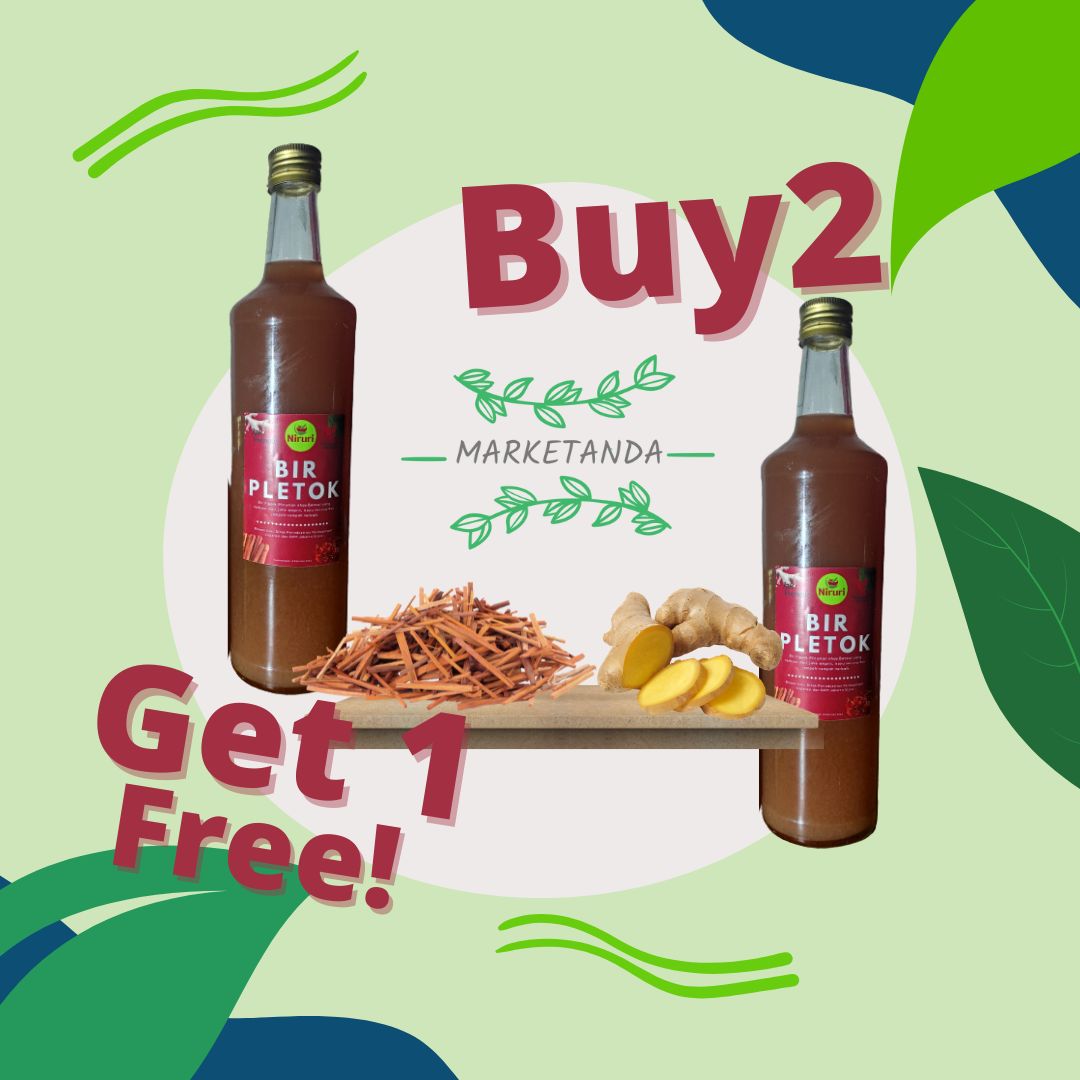 Buy2
MARKETANDA
Niruri
BIR
PLETOK
Niruri
BIR
PLETOK
Get 1
Free!